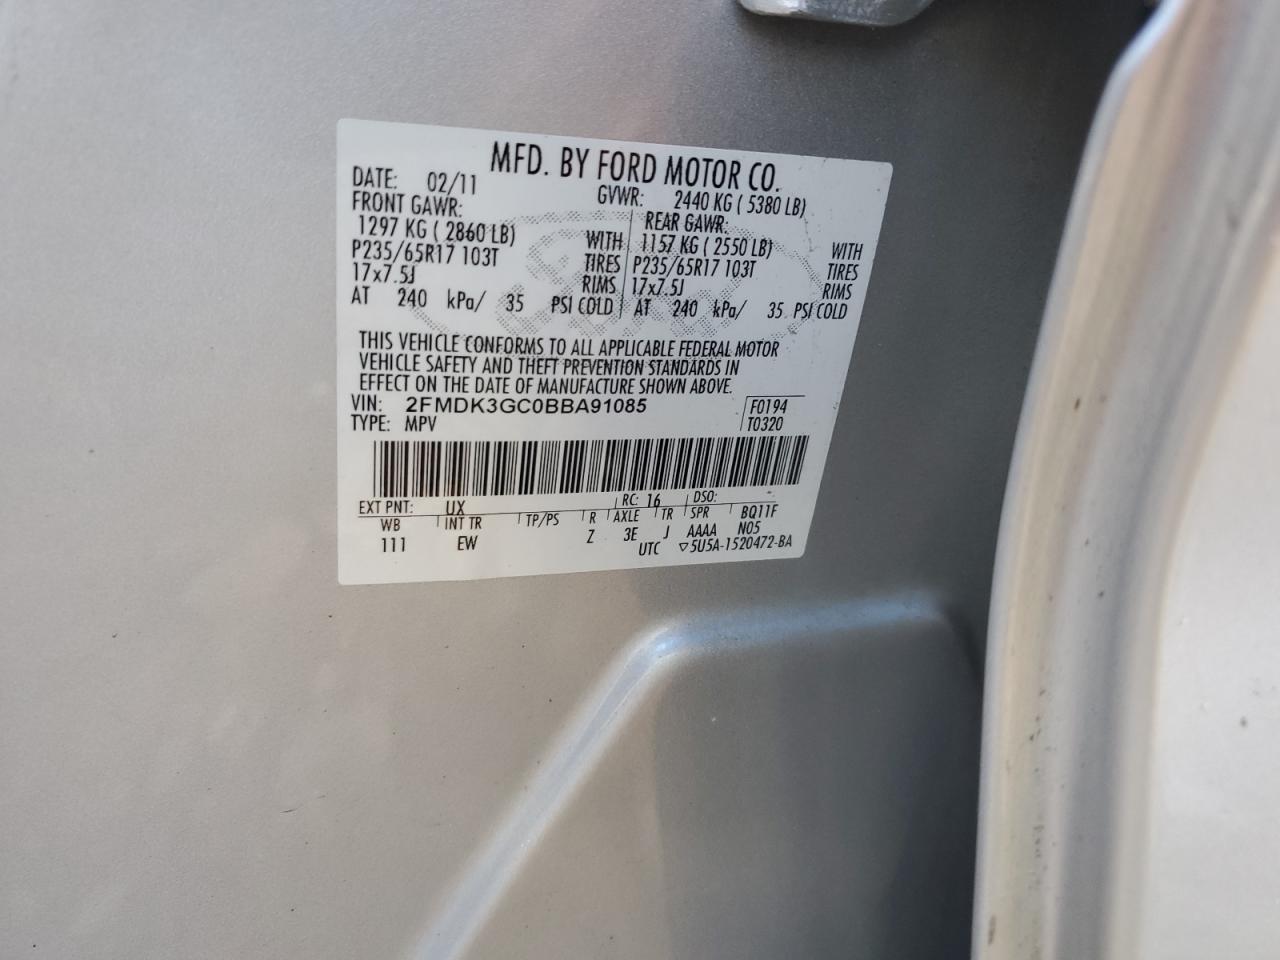 MFD. BY FORD MOTOR CO.
DATE: 02/11 GVWR: 2440 KG ( 5380 LB)
FRONT GAWR: REAR GAWR:
1297 KG ( 2860 LB) WITH 1157 KG ( 2550 LB) WITH
P235/65R17 103T TIRES P235/65R17 103T TIRES
17x7.5J RIMS 17x7.5J RIMS
AT 240 kPa/ 35 PSI COLD AT 240 kPa/ 35 PSI COLD
THIS VEHICLE CONFORMS TO ALL APPLICABLE FEDERAL MOTOR
VEHICLE SAFETY AND THEFT PREVENTION STANDARDS IN
EFFECT ON THE DATE OF MANUFACTURE SHOWN ABOVE.
VIN: 2FMDK3GC0BBA91085 F0194
TYPE: MPV T0320
EXT PNT: UX RC: 16 DSO:
WB INT TR TP/PS R AXLE TR SPR BQ11F
111 EW Z 3E J AAAA N05
UTC ▽5U5A-1520472-BA